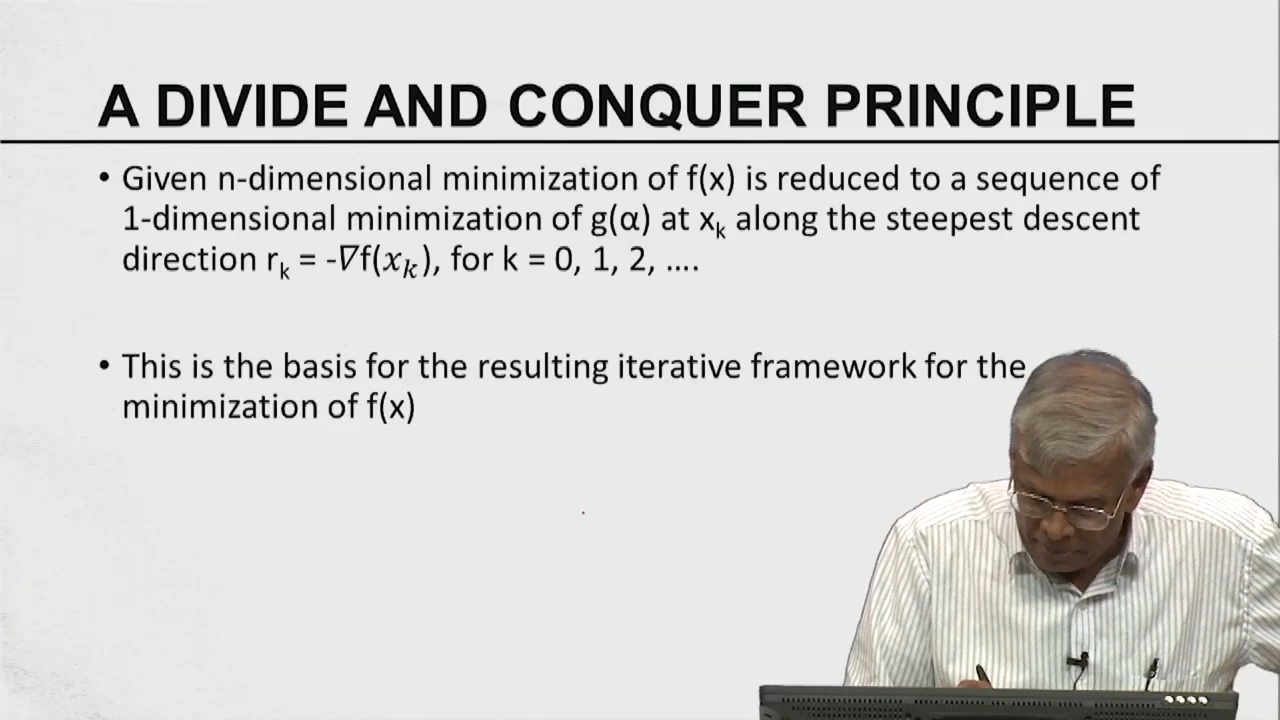 A DIVIDE AND CONQUER PRINCIPLE
• Given n-dimensional minimization of f(x) is reduced to a sequence of
1-dimensional minimization of g(α) at xₖ along the steepest descent
direction rₖ = -∇f(𝑥ₖ), for k = 0, 1, 2, ....
• This is the basis for the resulting iterative framework for the
minimization of f(x)